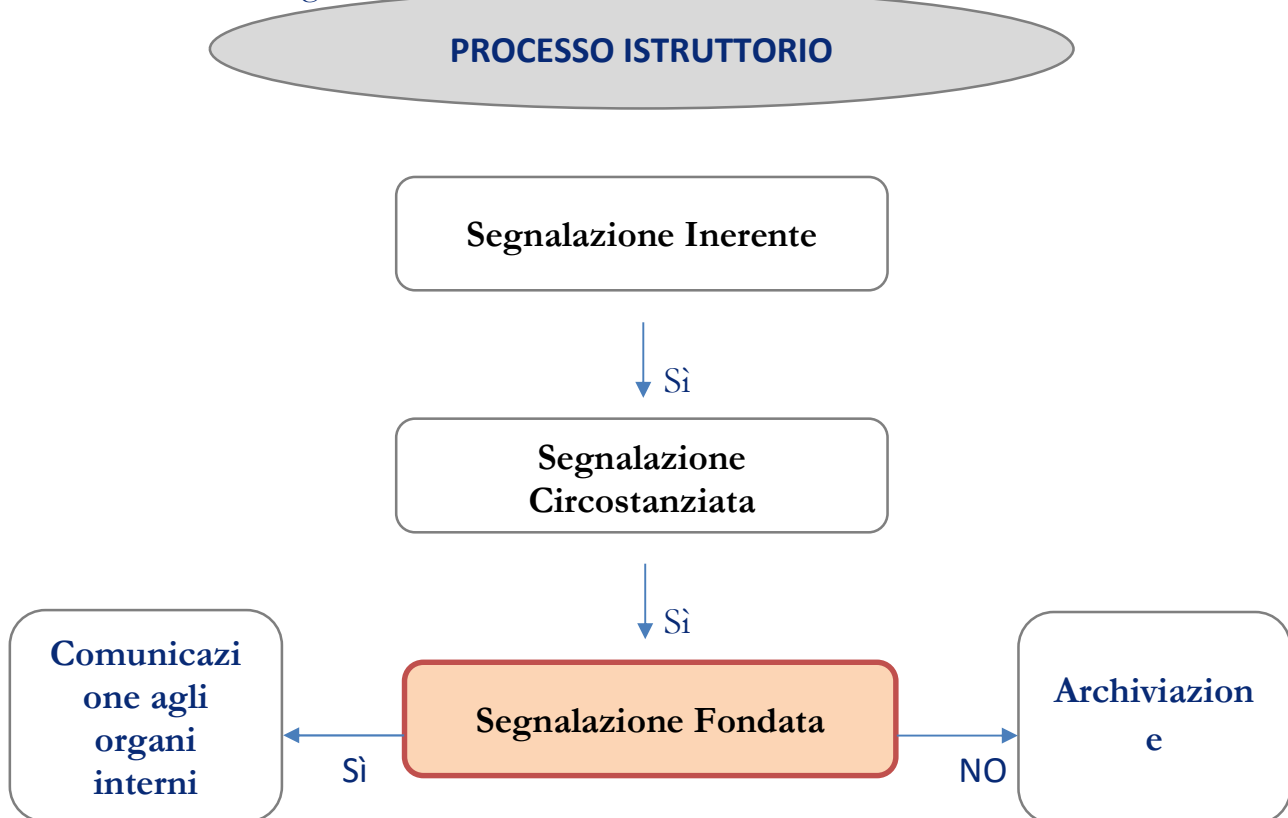 PROCESSO ISTRUTTORIO
Segnalazione Inerente
Sì
Segnalazione
Circostanziata
Sì
Comunicazi
one agli
organi
interni
Sì
Segnalazione Fondata
NO
Archiviazion
e